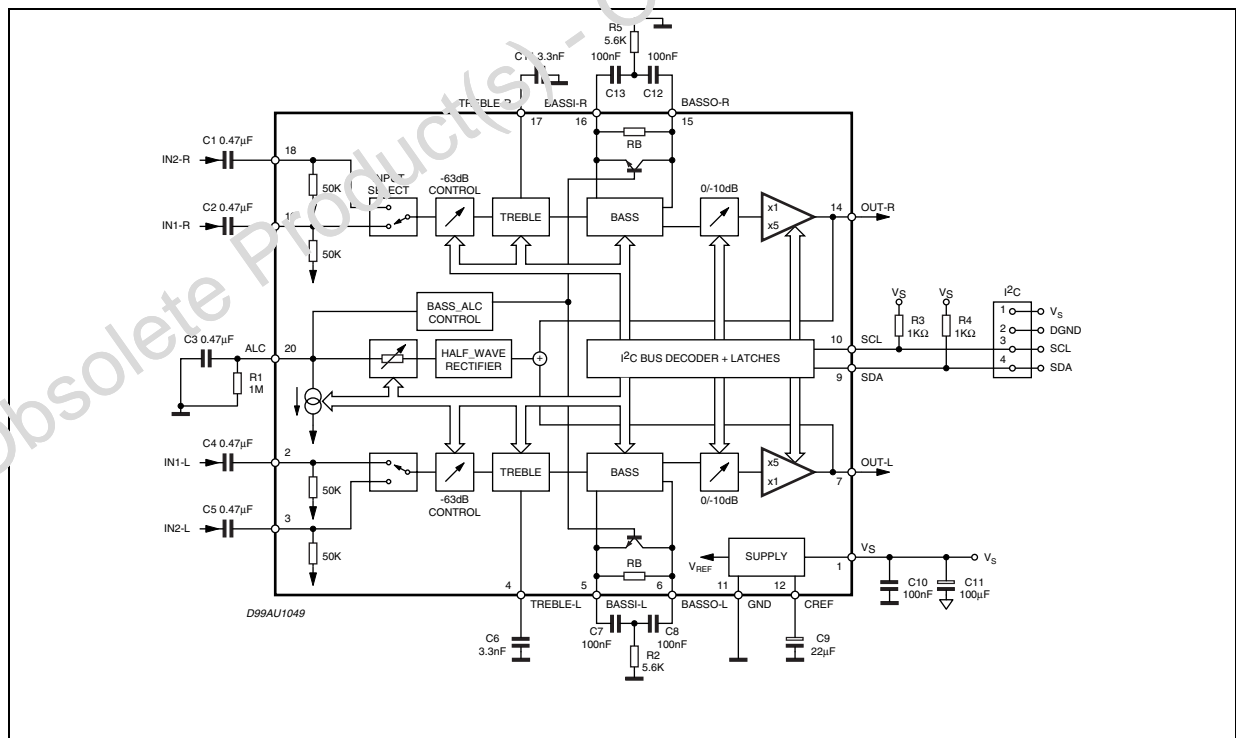 R5
5.6K
100nF
100nF
3.3nF
C13
C12
TREBLE-R
BASSI-R
BASSO-R
17
16
15
RB
C1 0.47µF
IN2-R
18
50K
INPUT
SELECT
-63dB
CONTROL
TREBLE
BASS
0/-10dB
x1
x5
14
OUT-R
C2 0.47µF
IN1-R
50K
BASS_ALC
CONTROL
C3 0.47µF
ALC
20
R1
1M
HALF_WAVE
RECTIFIER
+
I²C BUS DECODER + LATCHES
10
SCL
9
SDA
VS
VS
R3
1KΩ
R4
1KΩ
I²C
1
VS
2
DGND
3
SCL
4
SDA
C4 0.47µF
IN1-L
2
50K
-63dB
CONTROL
TREBLE
BASS
0/-10dB
x5
x1
7
OUT-L
C5 0.47µF
IN2-L
3
50K
RB
VREF
SUPPLY
VS
1
VS
C10
100nF
C11
100µF
4
5
6
11
12
TREBLE-L
BASSI-L
BASSO-L
GND
CREF
C6
3.3nF
C7
100nF
C8
100nF
R2
5.6K
C9
22µF
D99AU1049
Obsolete Product(s) -